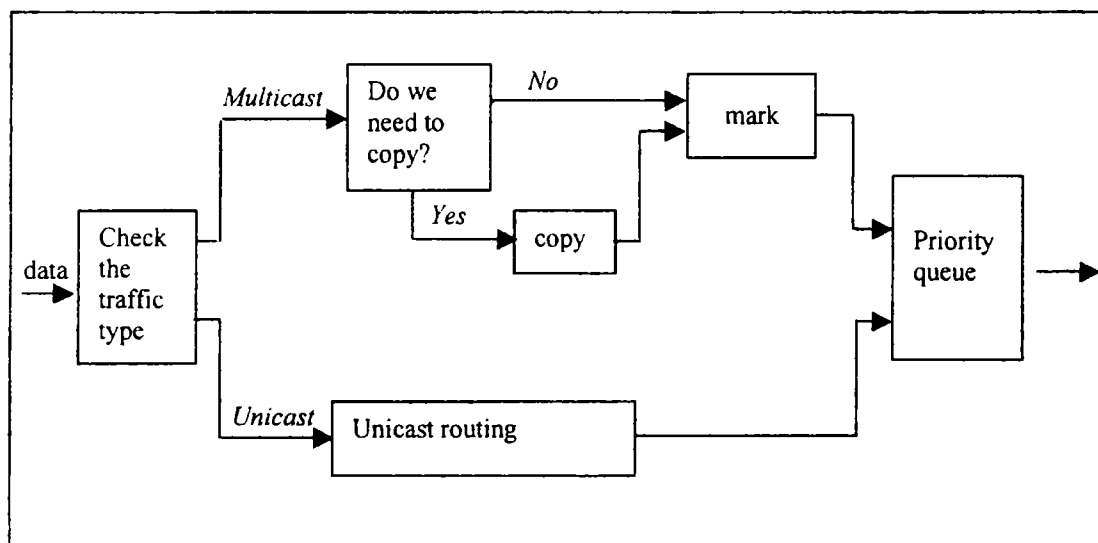 Multicast
Do we
need to
copy?
No
mark
Yes
copy
data
Check
the
traffic
type
Priority
queue
Unicast
Unicast routing